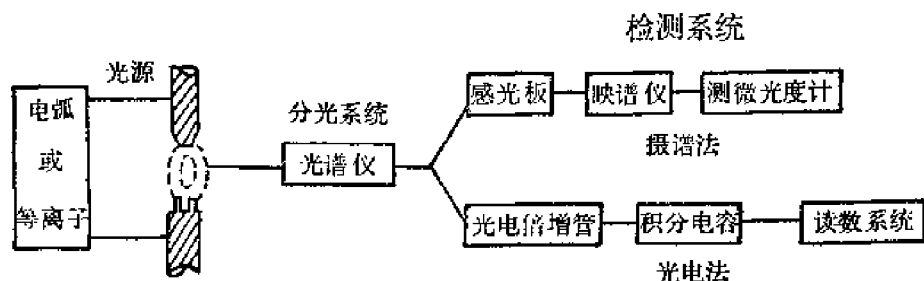 检测系统
光源
电弧
或
等离子
分光系统
光谱仪
感光板
映谱仪
测微光度计
摄谱法
光电倍增管
积分电容
读数系统
光电法